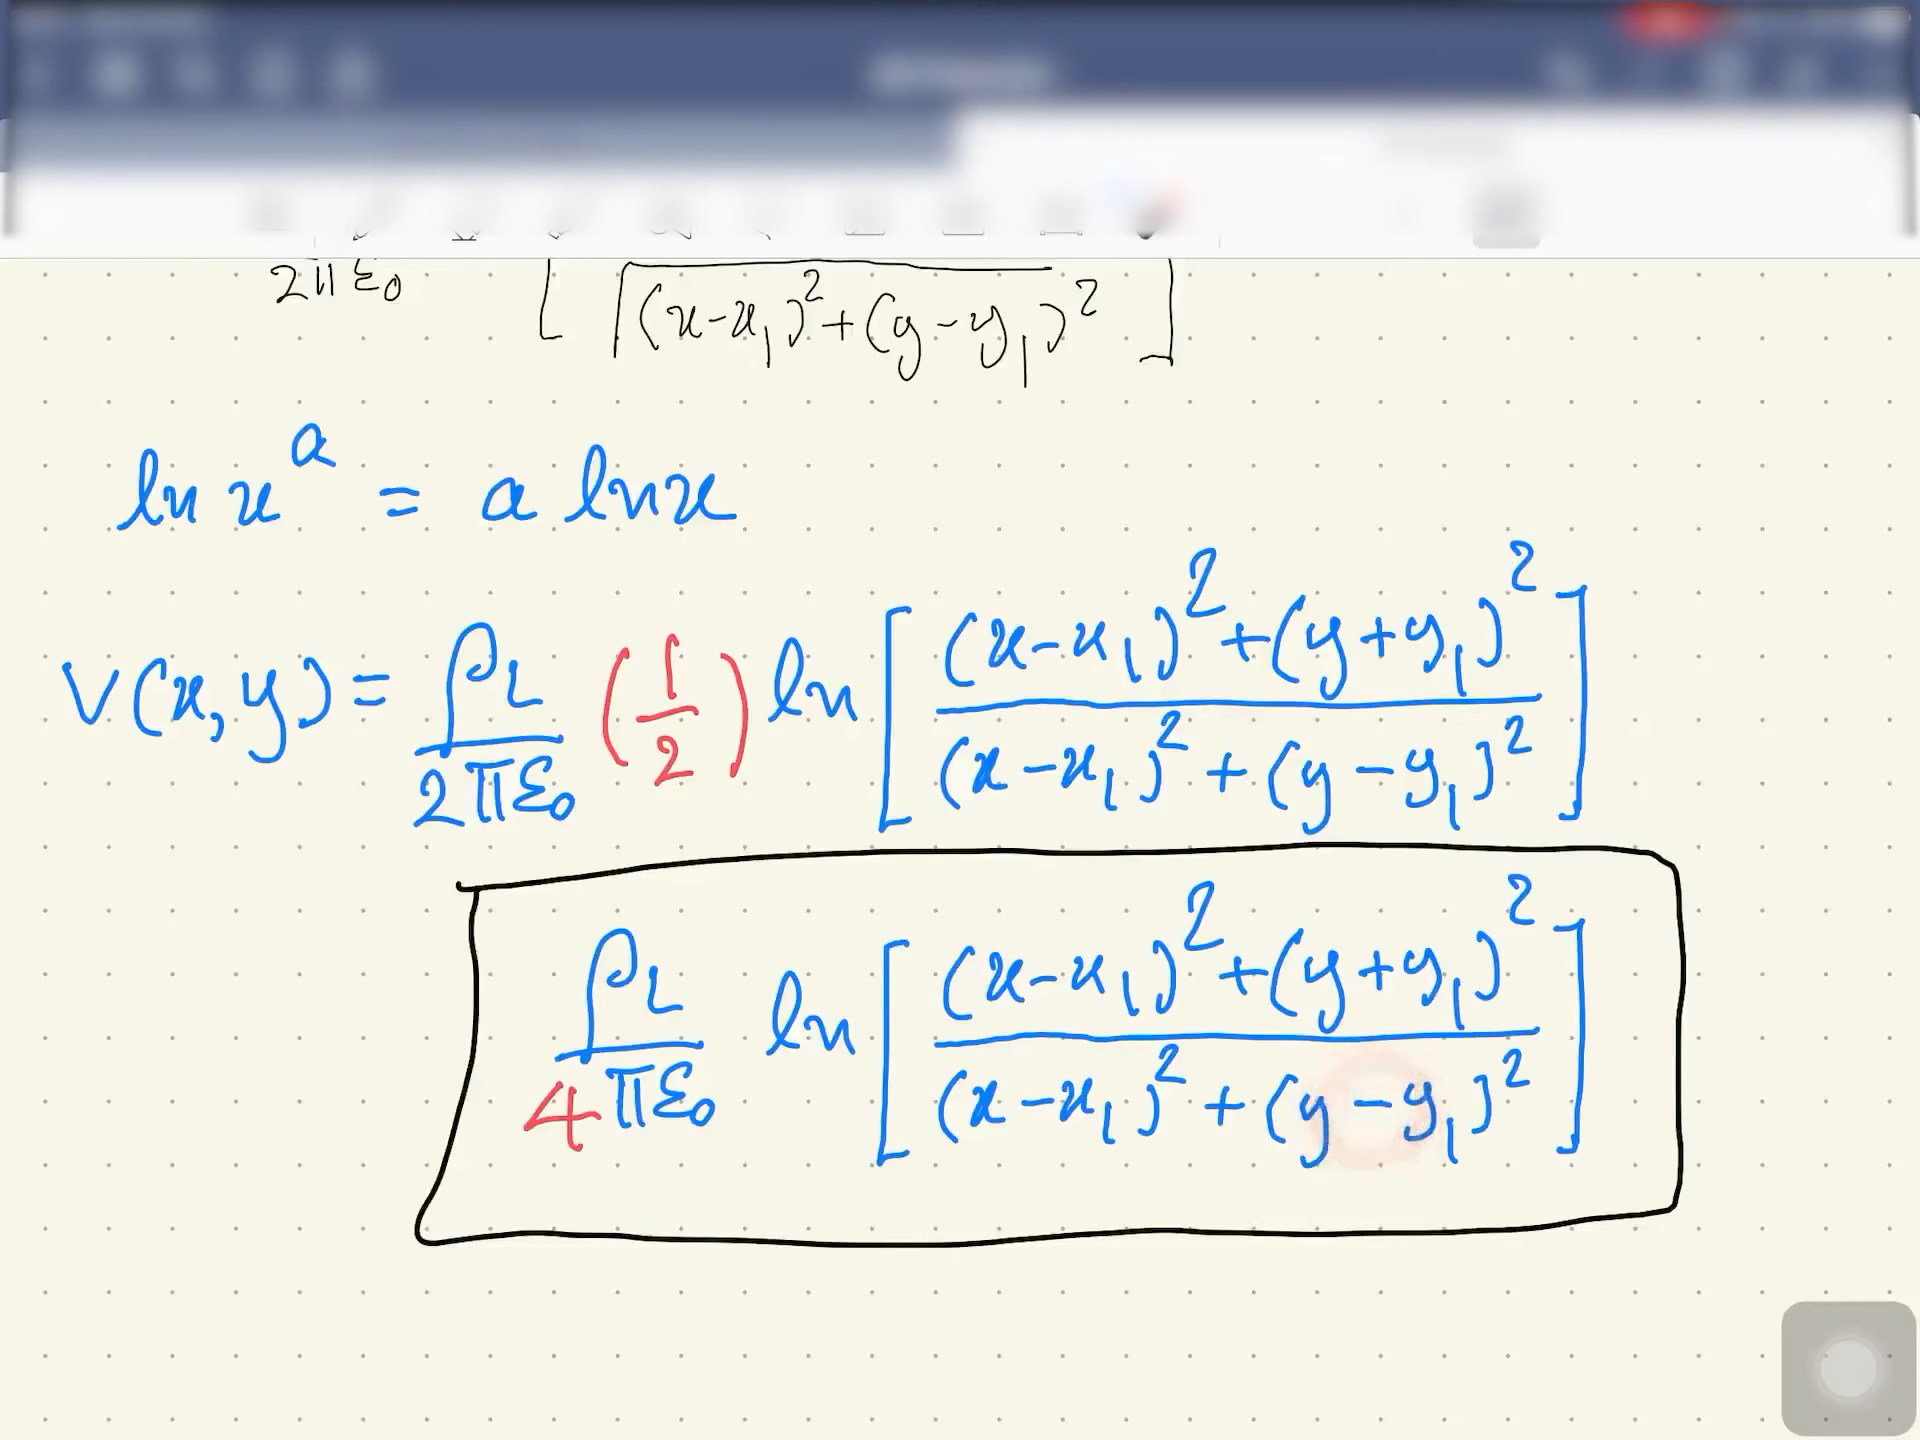 2πε₀ [ √(x-x₁)²+(y-y₁)² ]
ln xᵃ = a ln x
V(x,y) = ρL/2πε₀ (1/2) ln [ (x-x₁)²+(y+y₁)² / (x-x₁)²+(y-y₁)² ]
ρL/4πε₀ ln [ (x-x₁)²+(y+y₁)² / (x-x₁)²+(y-y₁)² ]